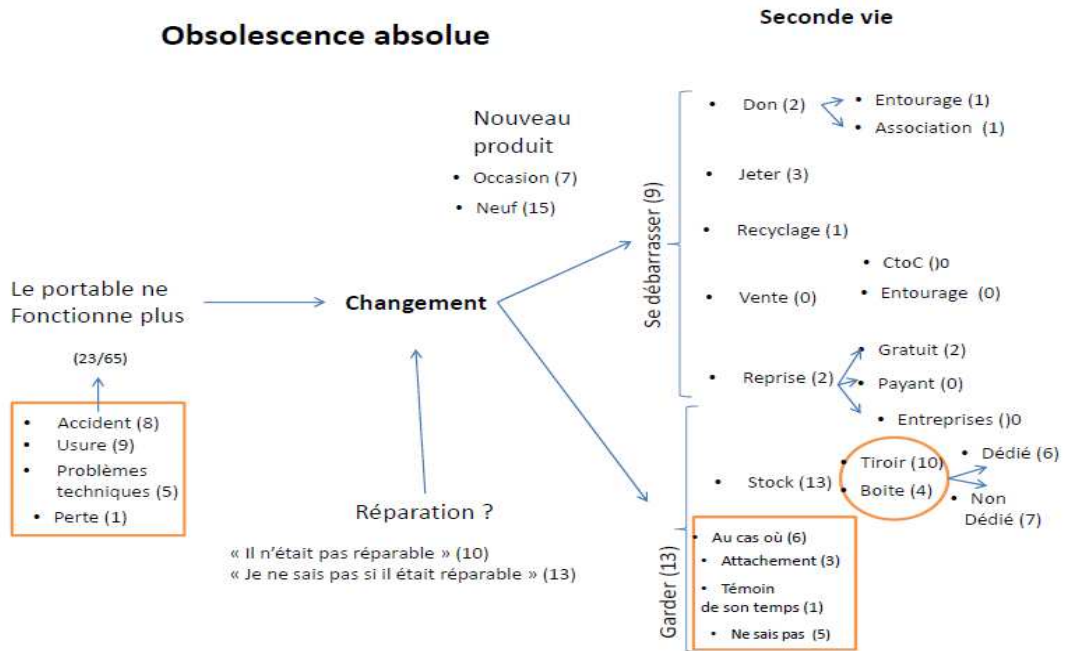 Obsolescence absolue
Seconde vie
Nouveau
produit
• Occasion (7)
• Neuf (15)
Le portable ne
Fonctionne plus
(23/65)
• Accident (8)
• Usure (9)
• Problèmes
techniques (5)
• Perte (1)
Changement
Réparation ?
« Il n’était pas réparable » (10)
« Je ne sais pas si il était réparable » (13)
Se débarrasser (9)
• Don (2)
• Entourage (1)
• Association (1)
• Jeter (3)
• Recyclage (1)
• Vente (0)
• CtoC ()0
• Entourage (0)
• Reprise (2)
• Gratuit (2)
• Payant (0)
• Entreprises ()0
Garder (13)
• Stock (13)
• Tiroir (10)
• Boite (4)
• Dédié (6)
• Non
Dédié (7)
• Au cas où (6)
• Attachement (3)
• Témoin
de son temps (1)
• Ne sais pas (5)